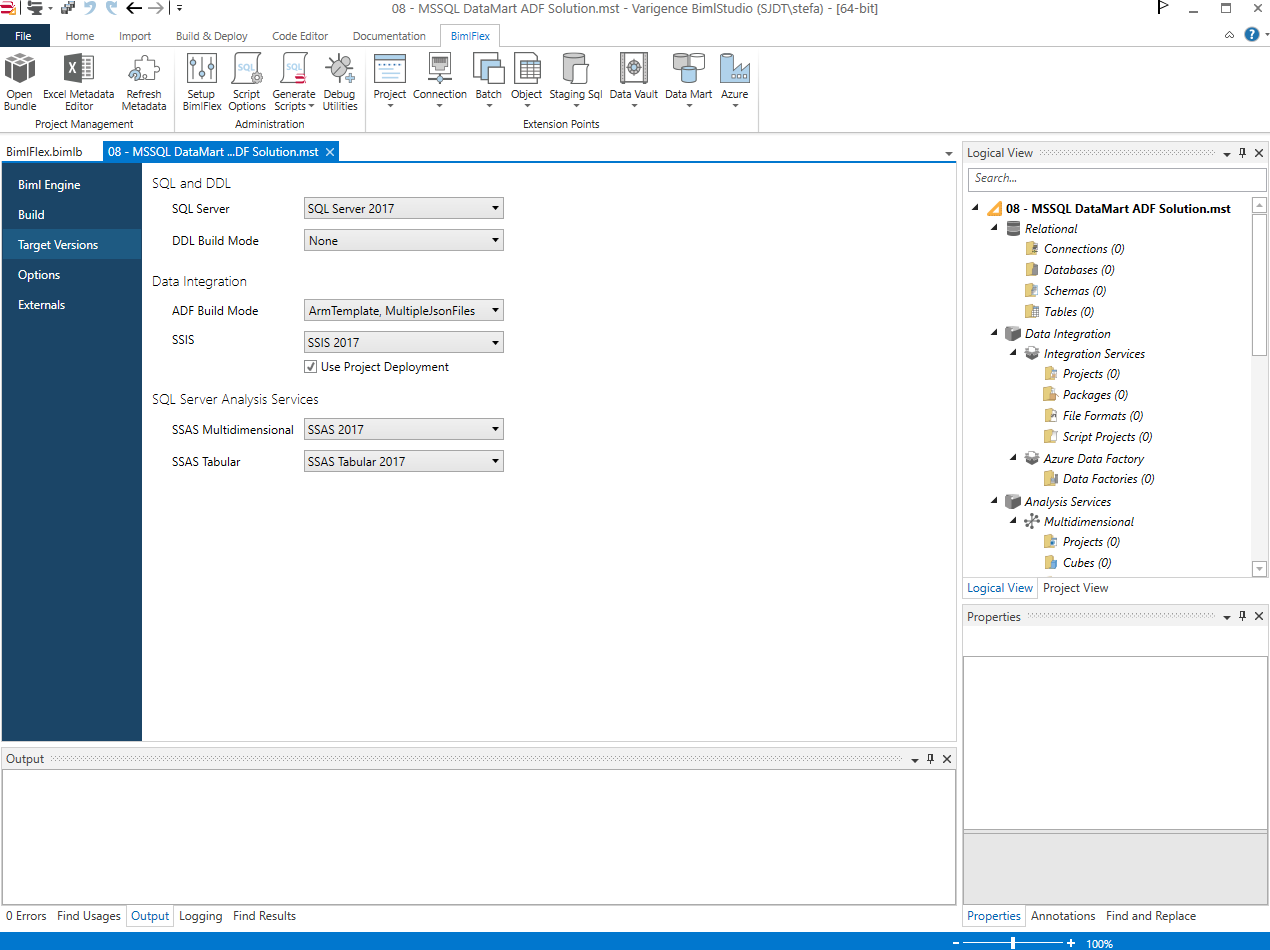 08 - MSSQL DataMart ADF Solution.mst - Varigence BimlStudio (SJDT\stefa) - [64-bit]
File Home Import Build & Deploy Code Editor Documentation BimlFlex
?
Open Bundle
Excel Metadata Editor
Refresh Metadata
Setup BimlFlex
SQL
Script Options
SQL
Generate Scripts
Debug Utilities
Project
Connection
Batch
Object
Staging Sql
Data Vault
Data Mart
Azure
Project Management
Administration
Extension Points
BimlFlex.bimlb
08 - MSSQL DataMart ...DF Solution.mst
Biml Engine
Build
Target Versions
Options
Externals
SQL and DDL
SQL Server SQL Server 2017
DDL Build Mode None
Data Integration
ADF Build Mode ArmTemplate, MultipleJsonFiles
SSIS SSIS 2017
Use Project Deployment
SQL Server Analysis Services
SSAS Multidimensional SSAS 2017
SSAS Tabular SSAS Tabular 2017
Logical View
Search...
08 - MSSQL DataMart ADF Solution.mst
Relational
Connections (0)
Databases (0)
Schemas (0)
Tables (0)
Data Integration
Integration Services
Projects (0)
Packages (0)
File Formats (0)
Script Projects (0)
Azure Data Factory
Data Factories (0)
Analysis Services
Multidimensional
Projects (0)
Cubes (0)
Logical View Project View
Properties
Output
0 Errors Find Usages Output Logging Find Results
Properties Annotations Find and Replace
100%